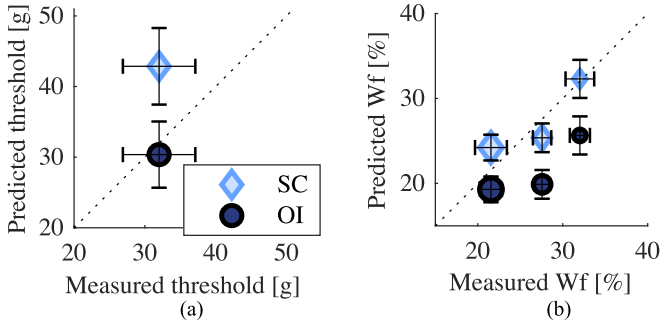 Predicted threshold [g]
50
40
30
20
20
30
40
50
Measured threshold [g]
SC
OI
(a)
Predicted Wf [%]
40
30
20
20
30
40
Measured Wf [%]
(b)